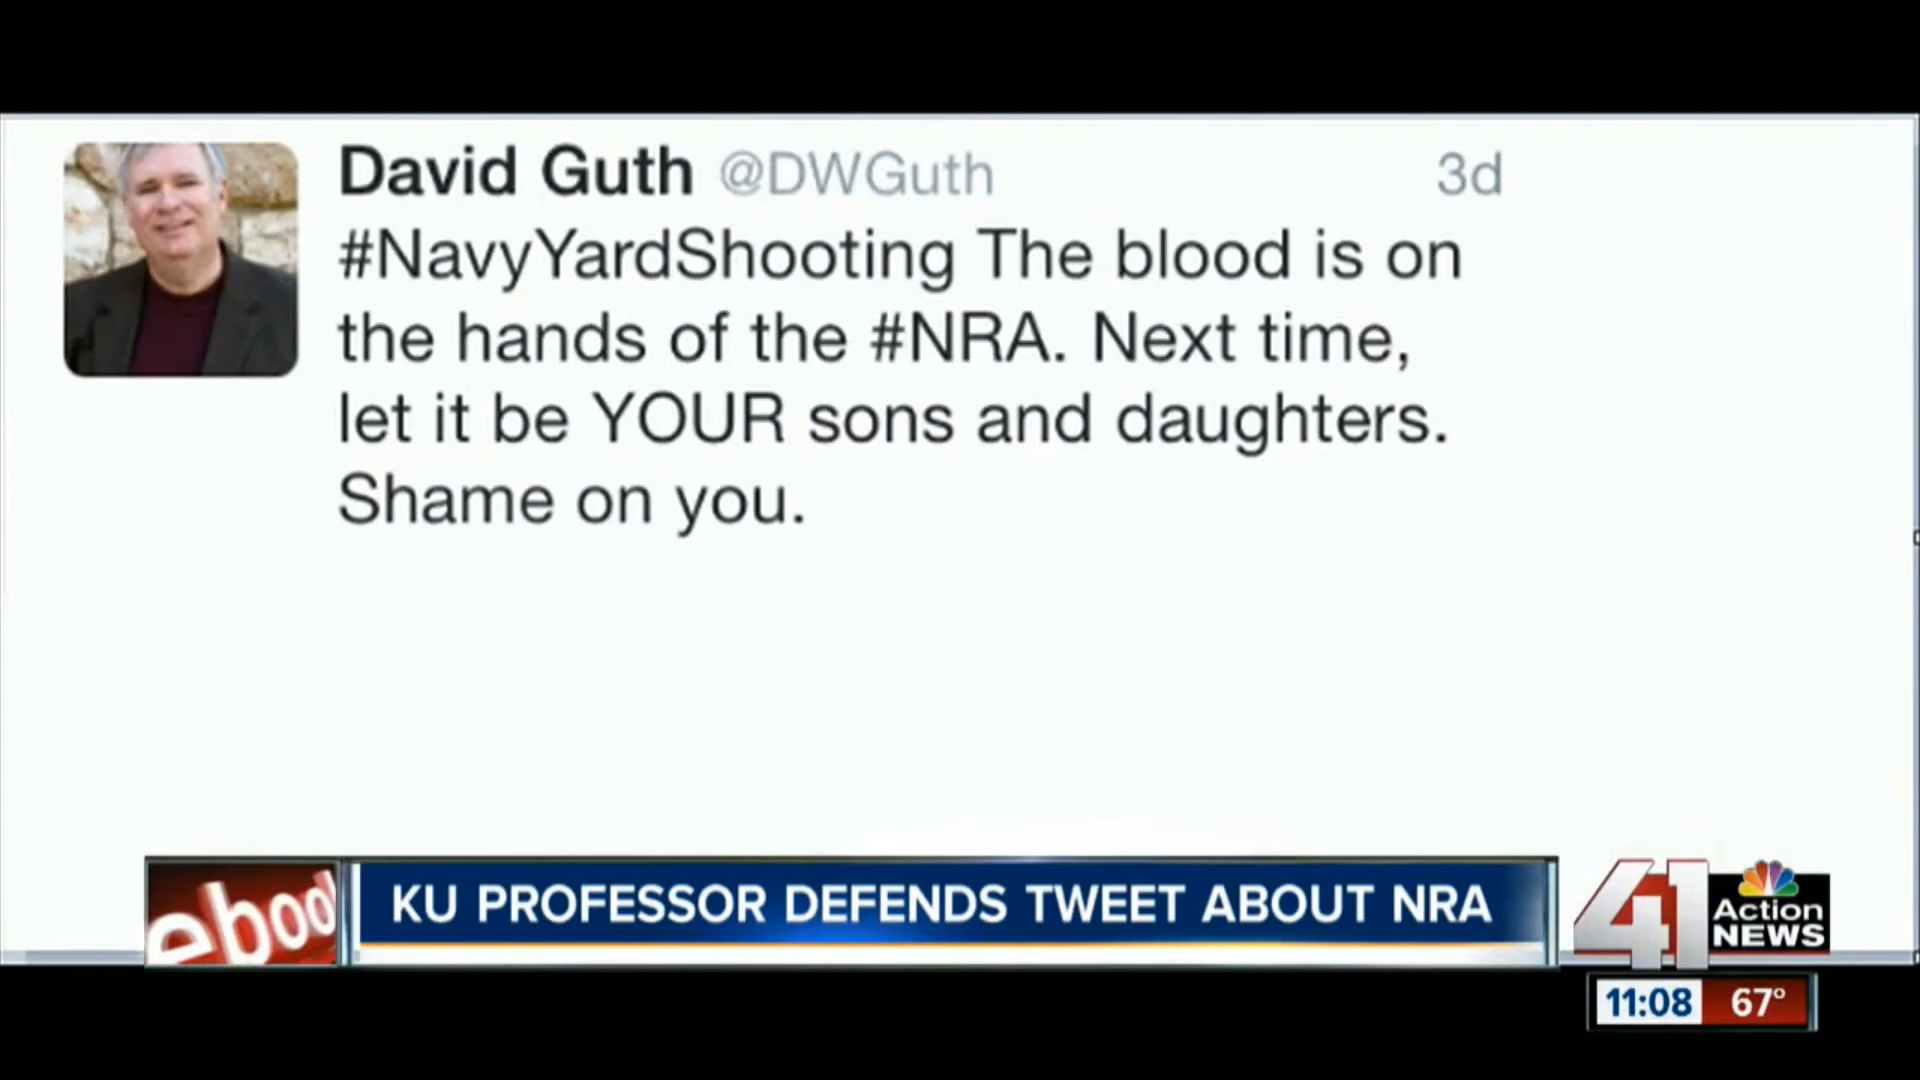 David Guth @DWGuth 3d
#NavyYardShooting The blood is on
the hands of the #NRA. Next time,
let it be YOUR sons and daughters.
Shame on you.
KU PROFESSOR DEFENDS TWEET ABOUT NRA
eboo
41 Action
NEWS
11:08 67°